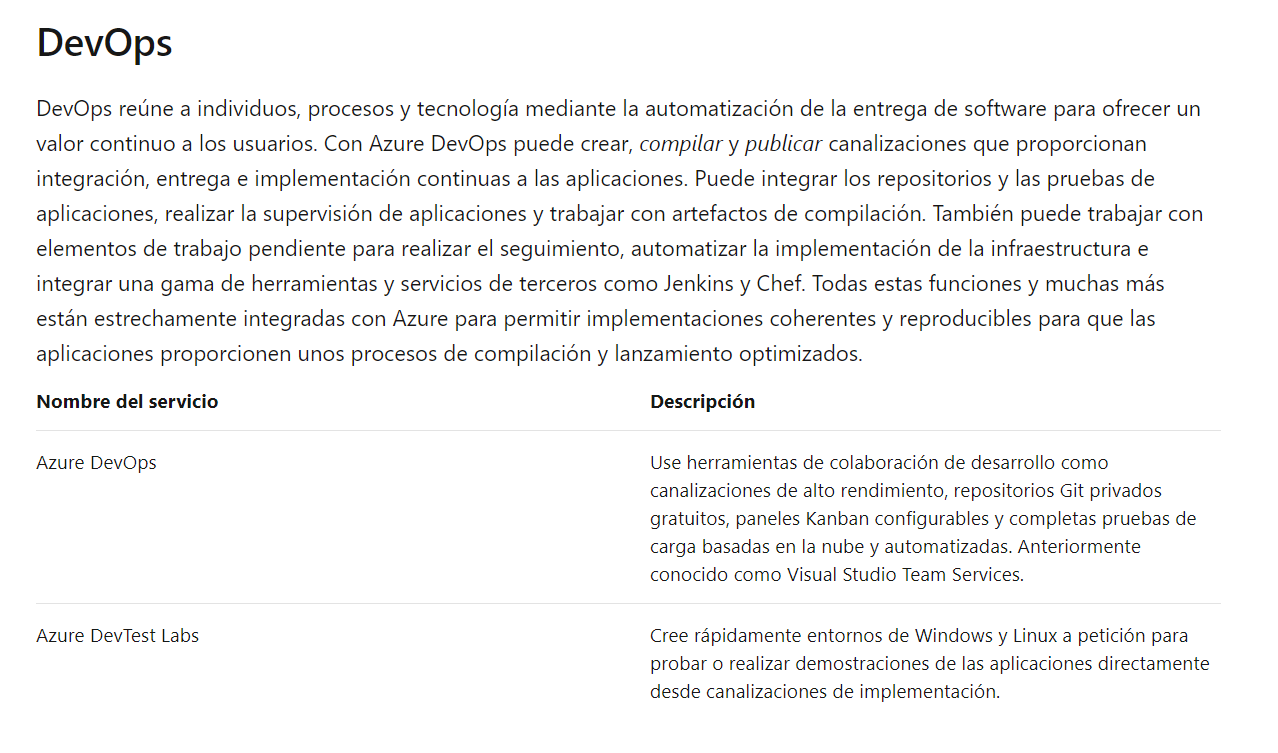 DevOps
DevOps reúne a individuos, procesos y tecnología mediante la automatización de la entrega de software para ofrecer un
valor continuo a los usuarios. Con Azure DevOps puede crear, compilar y publicar canalizaciones que proporcionan
integración, entrega e implementación continuas a las aplicaciones. Puede integrar los repositorios y las pruebas de
aplicaciones, realizar la supervisión de aplicaciones y trabajar con artefactos de compilación. También puede trabajar con
elementos de trabajo pendiente para realizar el seguimiento, automatizar la implementación de la infraestructura e
integrar una gama de herramientas y servicios de terceros como Jenkins y Chef. Todas estas funciones y muchas más
están estrechamente integradas con Azure para permitir implementaciones coherentes y reproducibles para que las
aplicaciones proporcionen unos procesos de compilación y lanzamiento optimizados.
Nombre del servicio Descripción
Azure DevOps Use herramientas de colaboración de desarrollo como
canalizaciones de alto rendimiento, repositorios Git privados
gratuitos, paneles Kanban configurables y completas pruebas de
carga basadas en la nube y automatizadas. Anteriormente
conocido como Visual Studio Team Services.
Azure DevTest Labs Cree rápidamente entornos de Windows y Linux a petición para
probar o realizar demostraciones de las aplicaciones directamente
desde canalizaciones de implementación.